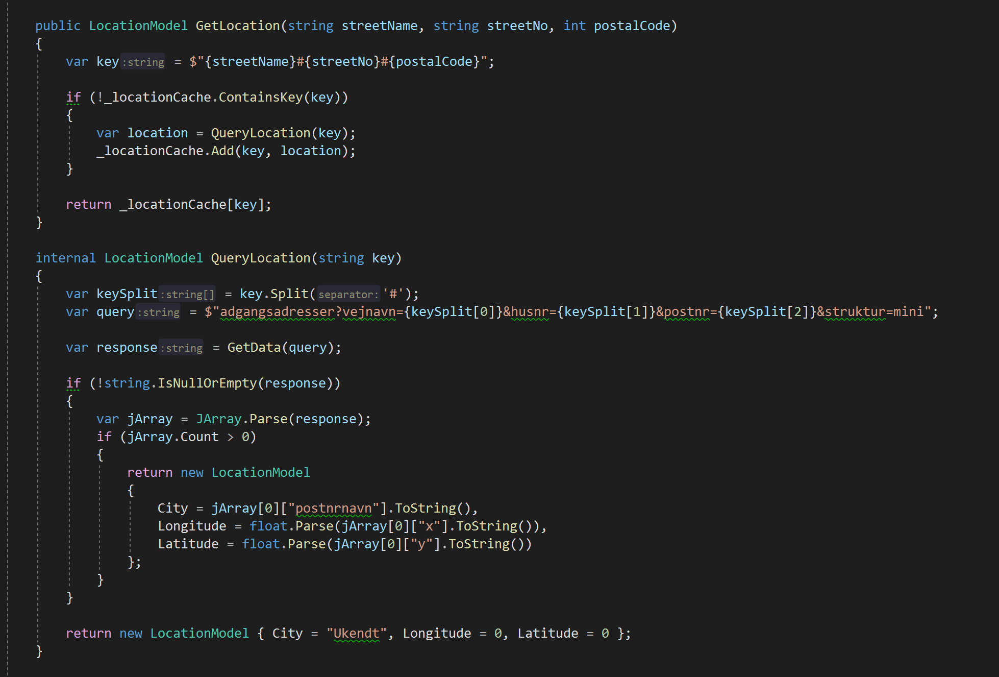 public LocationModel GetLocation(string streetName, string streetNo, int postalCode)
{
var key:string = $"{streetName}#{streetNo}#{postalCode}";
if (!_locationCache.ContainsKey(key))
{
var location = QueryLocation(key);
_locationCache.Add(key, location);
}
return _locationCache[key];
}
internal LocationModel QueryLocation(string key)
{
var keySplit:string[] = key.Split(separator:'#');
var query:string = $"adgangsadresser?vejnavn={keySplit[0]}&husnr={keySplit[1]}&postnr={keySplit[2]}&struktur=mini";
var response:string = GetData(query);
if (!string.IsNullOrEmpty(response))
{
var jArray = JArray.Parse(response);
if (jArray.Count > 0)
{
return new LocationModel
{
City = jArray[0]["postnrnavn"].ToString(),
Longitude = float.Parse(jArray[0]["x"].ToString()),
Latitude = float.Parse(jArray[0]["y"].ToString())
};
}
}
return new LocationModel { City = "Ukendt", Longitude = 0, Latitude = 0 };
}